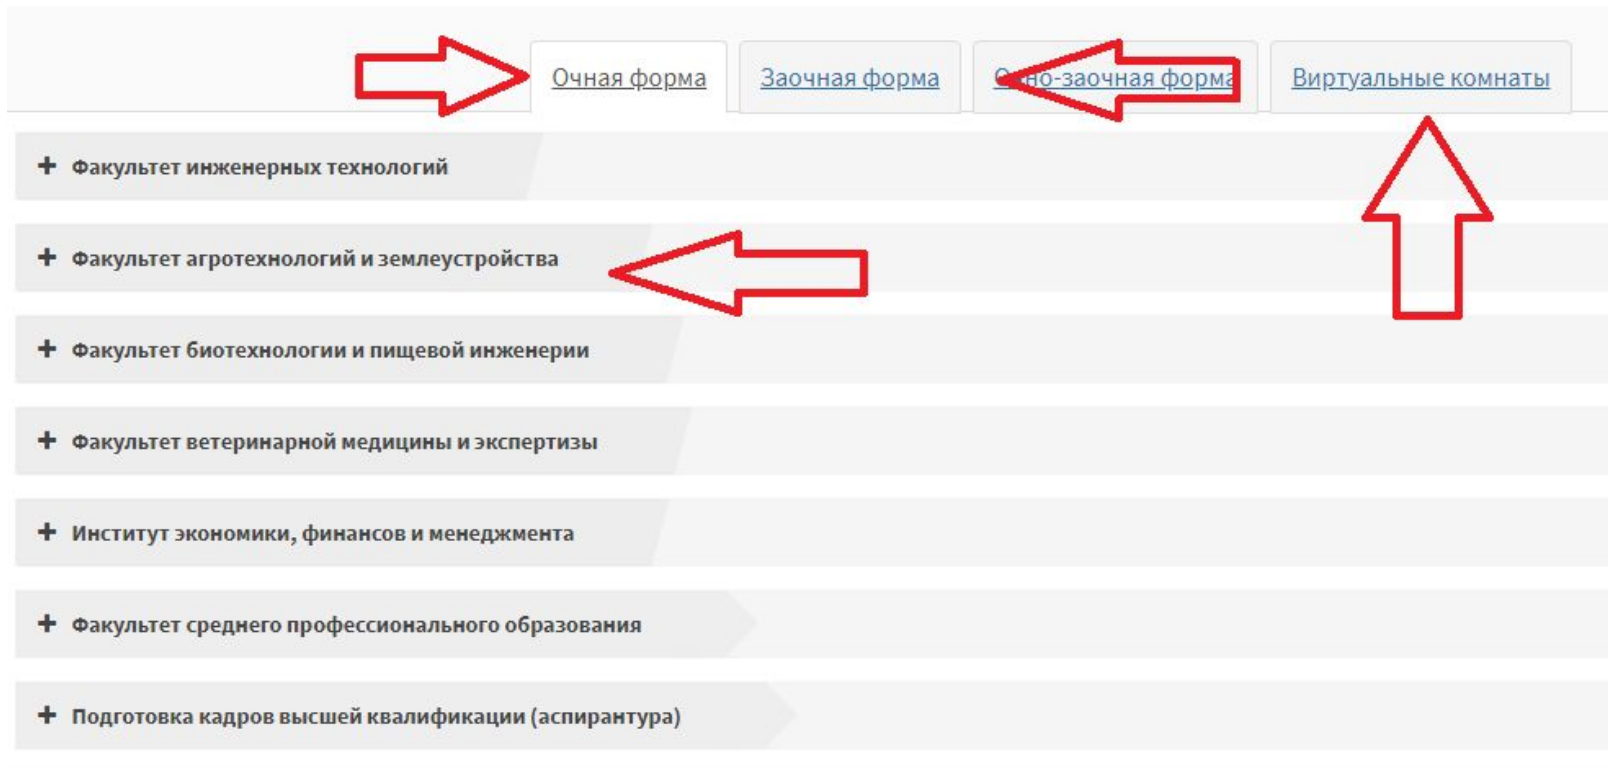 Очная форма Заочная форма Очно-заочная форма Виртуальные комнаты
+ Факультет инженерных технологий
+ Факультет агротехнологий и землеустройства
+ Факультет биотехнологии и пищевой инженерии
+ Факультет ветеринарной медицины и экспертизы
+ Институт экономики, финансов и менеджмента
+ Факультет среднего профессионального образования
+ Подготовка кадров высшей квалификации (аспирантура)